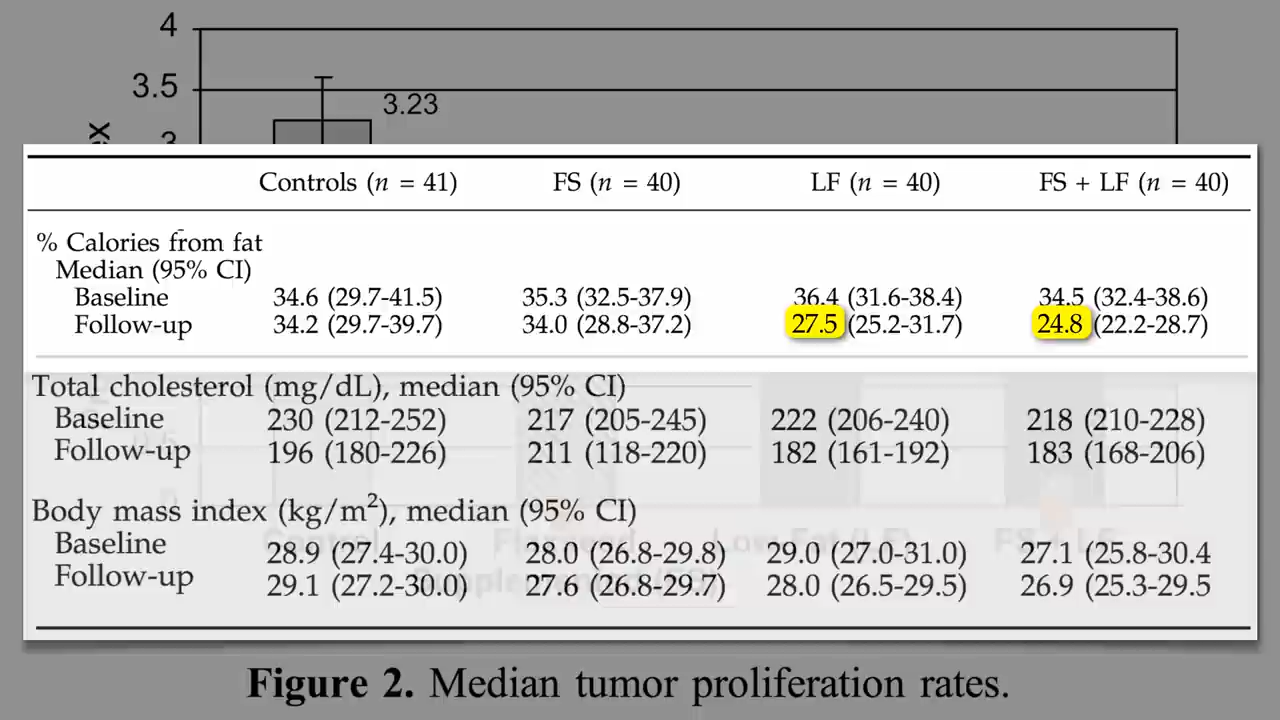 4
3.5
3.23
Controls (n = 41) FS (n = 40) LF (n = 40) FS + LF (n = 40)
% Calories from fat
Median (95% CI)
Baseline 34.6 (29.7-41.5) 35.3 (32.5-37.9) 36.4 (31.6-38.4) 34.5 (32.4-38.6)
Follow-up 34.2 (29.7-39.7) 34.0 (28.8-37.2) 27.5 (25.2-31.7) 24.8 (22.2-28.7)
Total cholesterol (mg/dL), median (95% CI)
Baseline 230 (212-252) 217 (205-245) 222 (206-240) 218 (210-228)
Follow-up 196 (180-226) 211 (118-220) 182 (161-192) 183 (168-206)
Body mass index (kg/m²), median (95% CI)
Baseline 28.9 (27.4-30.0) 28.0 (26.8-29.8) 29.0 (27.0-31.0) 27.1 (25.8-30.4
Follow-up 29.1 (27.2-30.0) 27.6 (26.8-29.7) 28.0 (26.5-29.5) 26.9 (25.3-29.5
Control Low Fat (LF) FS + LF
Supplemented (FS)
Figure 2. Median tumor proliferation rates.